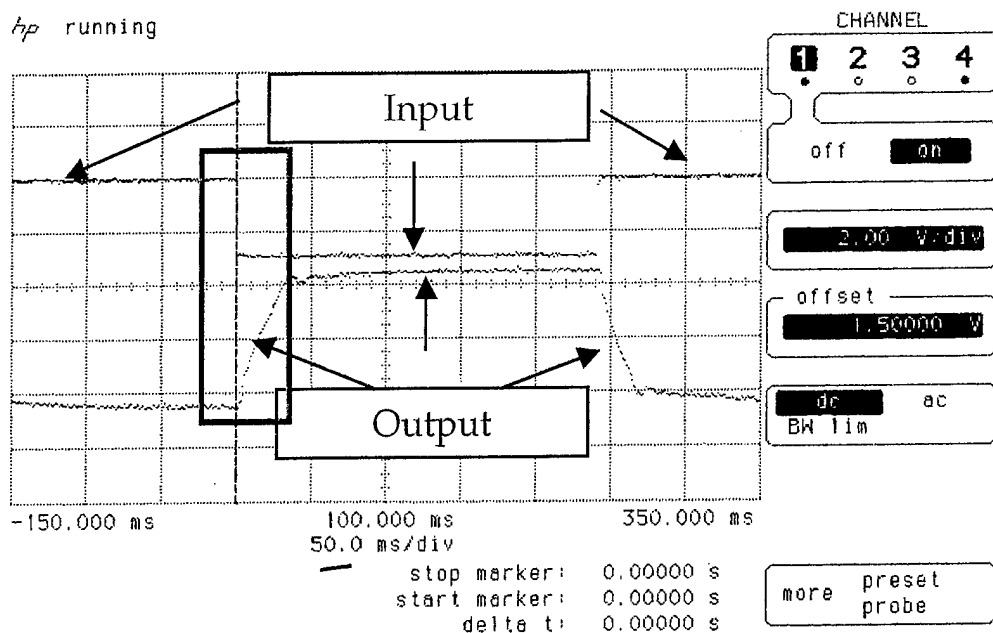 hp running
CHANNEL
1 2 3 4
Input
off on
2.00 V/div
offset
1.50000 V
dc ac
BW lim
Output
-150.000 ms 100.000 ms 350.000 ms
50.0 ms/div
stop marker: 0.00000 s
start marker: 0.00000 s
delta t: 0.00000 s
more preset
probe